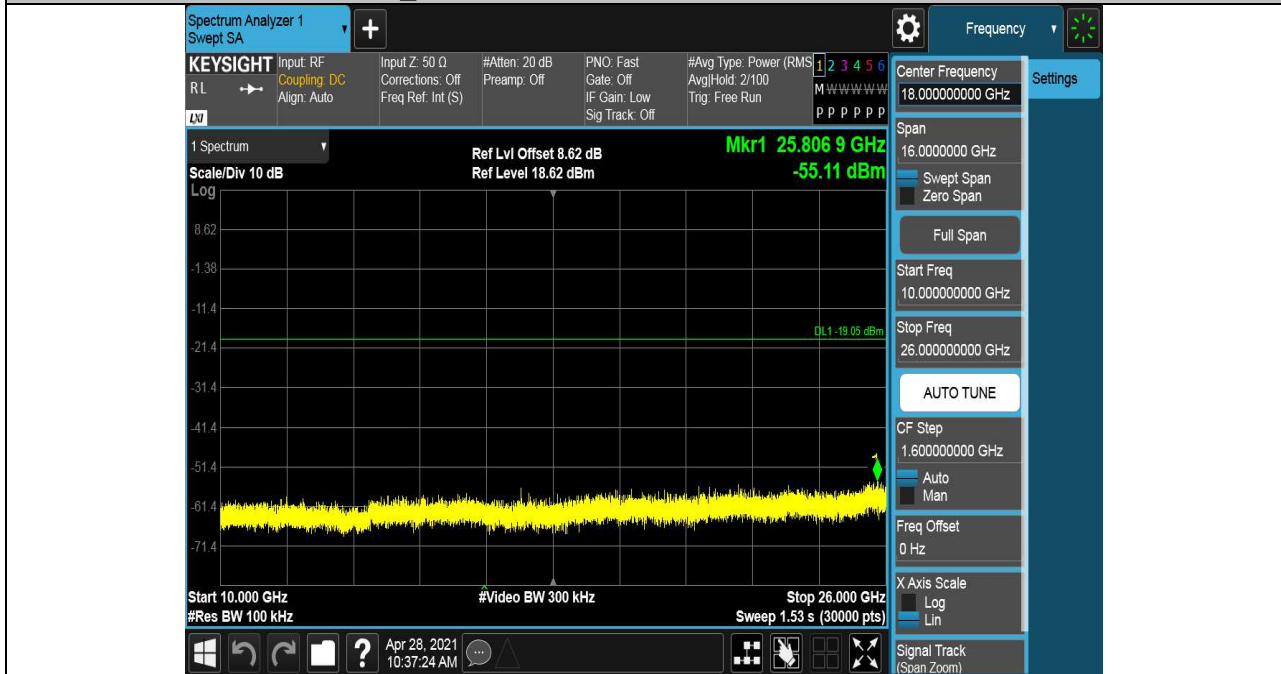 Spectrum Analyzer 1
Swept SA
+
Frequency
KEYSIGHT
RL
LXI
Input: RF
Coupling: DC
Align: Auto
Input Z: 50 Ω
Corrections: Off
Freq Ref: Int (S)
#Atten: 20 dB
Preamp: Off
PNO: Fast
Gate: Off
IF Gain: Low
Sig Track: Off
#Avg Type: Power (RMS
Avg|Hold: 2/100
Trig: Free Run
1 2 3 4 5 6
M W W W W W
P P P P P P
1 Spectrum
Scale/Div 10 dB
Log
Ref Lvl Offset 8.62 dB
Ref Level 18.62 dBm
Mkr1 25.806 9 GHz
-55.11 dBm
8.62
-1.38
-11.4
DL1 -19.05 dBm
-21.4
-31.4
-41.4
-51.4
1
-61.4
-71.4
Start 10.000 GHz
#Res BW 100 kHz
#Video BW 300 kHz
Stop 26.000 GHz
Sweep 1.53 s (30000 pts)
?
Apr 28, 2021
10:37:24 AM
Center Frequency
18.000000000 GHz
Settings
Span
16.0000000 GHz
Swept Span
Zero Span
Full Span
Start Freq
10.000000000 GHz
Stop Freq
26.000000000 GHz
AUTO TUNE
CF Step
1.600000000 GHz
Auto
Man
Freq Offset
0 Hz
X Axis Scale
Log
Lin
Signal Track
(Span Zoom)